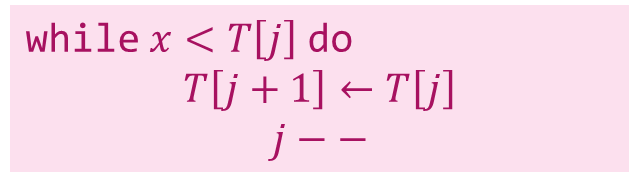 while x < T[j] do
T[j + 1] ← T[j]
j − −